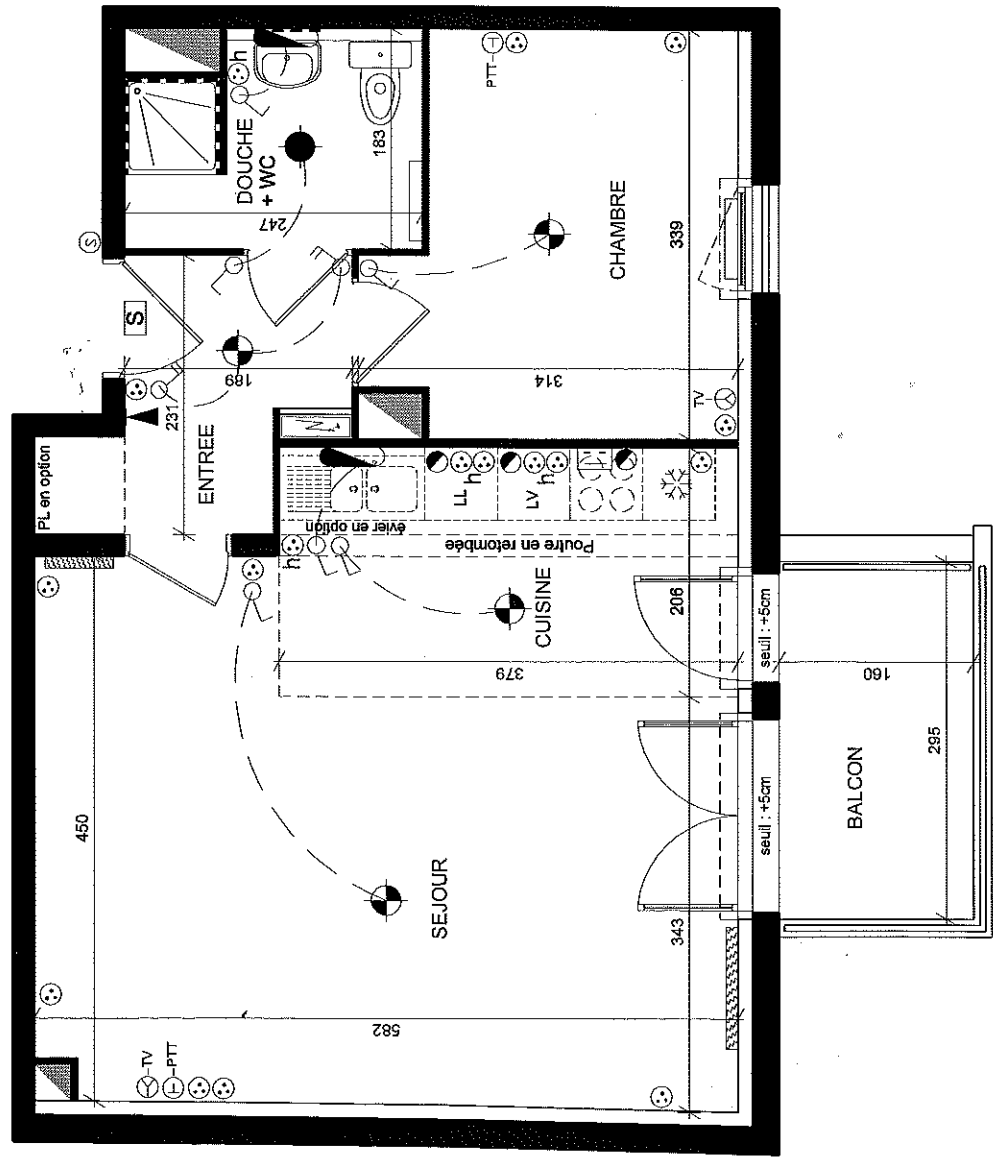 PL en option
ENTREE
231
189
S
S
DOUCHE
+ WC
247
183
h
PTT
CHAMBRE
339
314
TV
évier en option
h
LL
h
LV
h
Poutre en retombée
CUISINE
379
206
seuil : +5cm
seuil : +5cm
SEJOUR
450
582
343
TV
PTT
BALCON
160
295